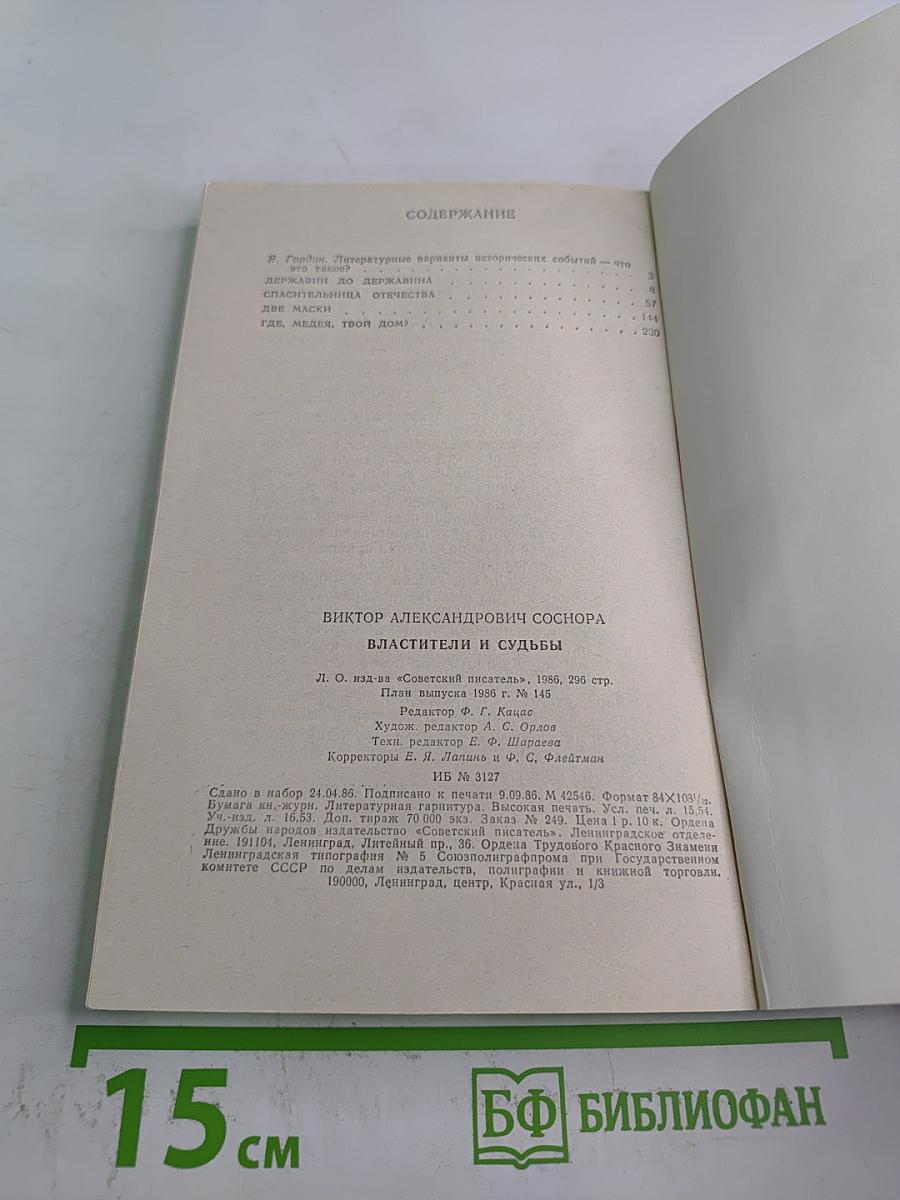 СОДЕРЖАНИЕ
Я. Гордин. Литературные варианты исторических событий — что
это такое? . . . . . . . . . . . . . . . . . . 3
ДЕРЖАВИН ДО ДЕРЖАВИНА . . . . . . . . . . . . . 8
СПАСИТЕЛЬНИЦА ОТЕЧЕСТВА . . . . . . . . . . . . . 57
ДВЕ МАСКИ . . . . . . . . . . . . . . . . . . 144
ГДЕ, МЕДЕЯ, ТВОЙ ДОМ? . . . . . . . . . . . . . . 230
ВИКТОР АЛЕКСАНДРОВИЧ СОСНОРА
ВЛАСТИТЕЛИ И СУДЬБЫ
Л. О. изд-ва «Советский писатель», 1986, 296 стр.
План выпуска 1986 г. № 145
Редактор Ф. Г. Кацас
Худож. редактор А. С. Орлов
Техн. редактор Е. Ф. Шараева
Корректоры Е. Я. Лапинь и Ф. С. Флейтман
ИБ № 3127
Сдано в набор 24.04.86. Подписано к печати 9.09.86. М 42546. Формат 84×108¹/₃₂.
Бумага кн.-журн. Литературная гарнитура. Высокая печать. Усл. печ. л. 15,54.
Уч.-изд. л. 16,53. Доп. тираж 70 000 экз. Заказ № 249. Цена 1 р. 10 к. Ордена
Дружбы народов издательство «Советский писатель». Ленинградское отделе-
ние. 191104, Ленинград, Литейный пр., 36. Ордена Трудового Красного Знамени
Ленинградская типография № 5 Союзполиграфпрома при Государственном
комитете СССР по делам издательств, полиграфии и книжной торговли.
190000, Ленинград, центр, Красная ул., 1/3
15 см
БФ БИБЛИОФАН